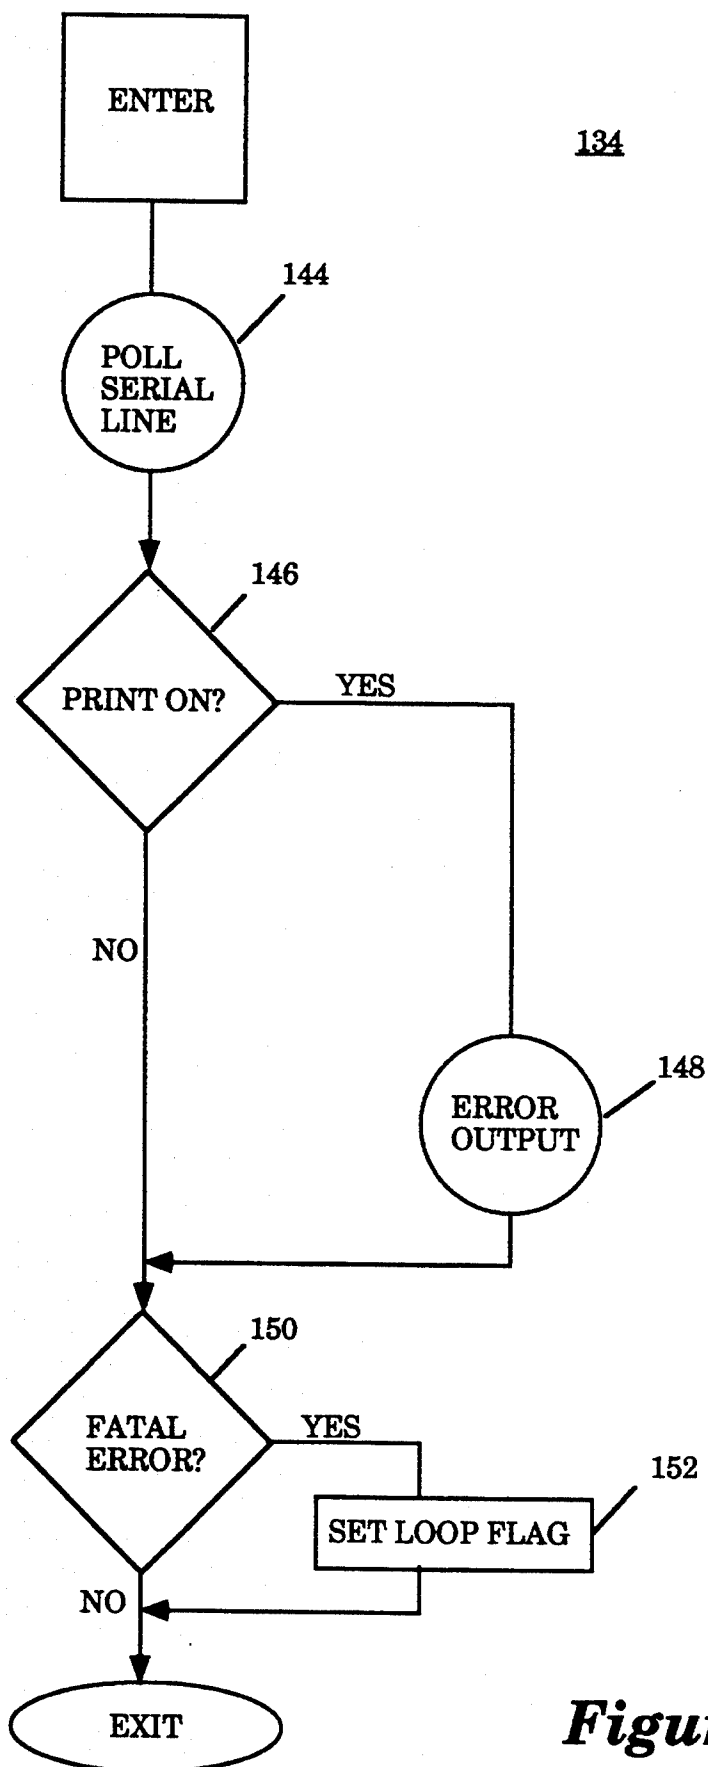 ENTER
134
144
POLL
SERIAL
LINE
146
PRINT ON?
YES
NO
148
ERROR
OUTPUT
150
FATAL
ERROR?
YES
152
SET LOOP FLAG
NO
EXIT